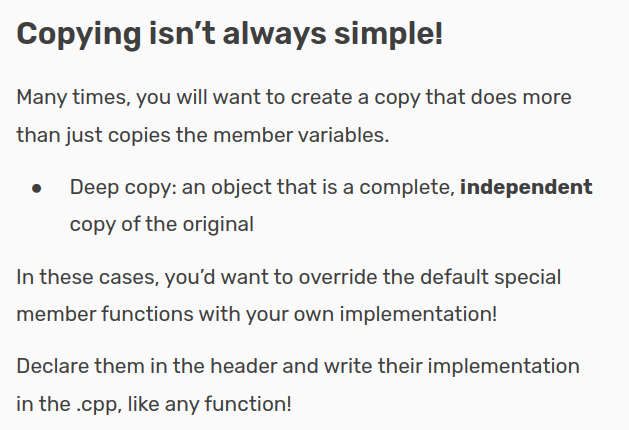 Copying isn’t always simple!
Many times, you will want to create a copy that does more
than just copies the member variables.
● Deep copy: an object that is a complete, independent
copy of the original
In these cases, you’d want to override the default special
member functions with your own implementation!
Declare them in the header and write their implementation
in the .cpp, like any function!